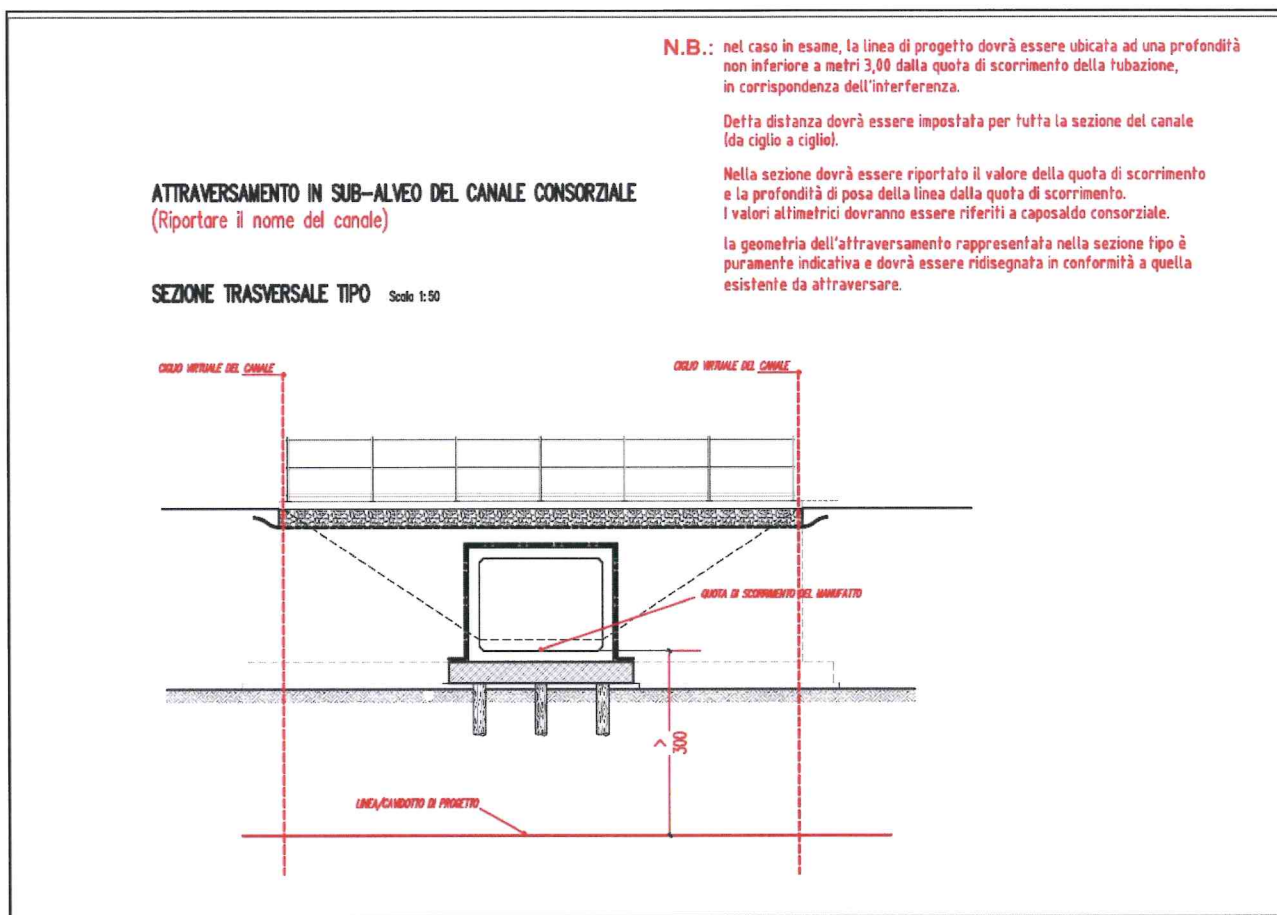 N.B.: nel caso in esame, la linea di progetto dovrà essere ubicata ad una profondità
non inferiore a metri 3,00 dalla quota di scorrimento della tubazione,
in corrispondenza dell'interferenza.
Detta distanza dovrà essere impostata per tutta la sezione del canale
(da ciglio a ciglio).
Nella sezione dovrà essere riportato il valore della quota di scorrimento
e la profondità di posa della linea dalla quota di scorrimento.
I valori altimetrici dovranno essere riferiti a caposaldo consorziale.
la geometria dell'attraversamento rappresentata nella sezione tipo è
puramente indicativa e dovrà essere ridisegnata in conformità a quella
esistente da attraversare.
ATTRAVERSAMENTO IN SUB-ALVEO DEL CANALE CONSORZIALE
(Riportare il nome del canale)
SEZIONE TRASVERSALE TIPO Scala 1:50
CIGLIO VIRTUALE DEL CANALE
CIGLIO VIRTUALE DEL CANALE
QUOTA DI SCORRIMENTO DEL MANUFATTO
> 300
LINEA/CAVIDOTTO DI PROGETTO